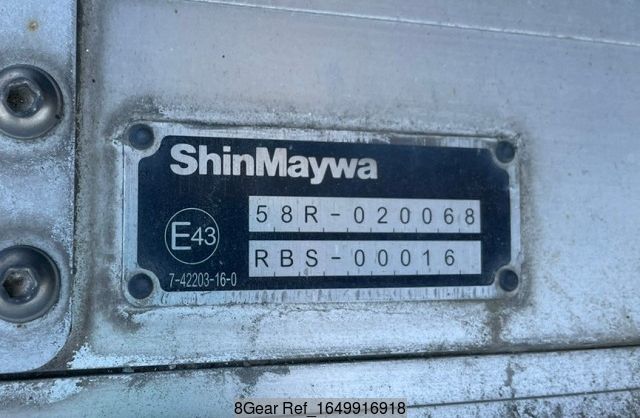 ShinMaywa
58R-020068
E43
RBS-00016
7-42203-16-0
8Gear Ref_1649916918